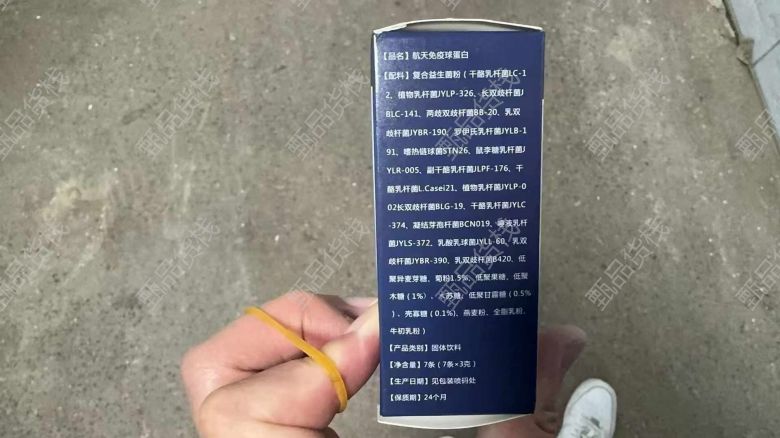 【品名】航天免疫球蛋白
【配料】复合益生菌粉（干酪乳杆菌LC-1
2、植物乳杆菌JYLP-326、长双歧杆菌J
BLC-141、两歧双歧杆菌BB-20、乳双
歧杆菌JYBR-190、罗伊氏乳杆菌JYLB-1
91、嗜热链球菌STN26、鼠李糖乳杆菌J
YLR-005、副干酪乳杆菌JLPF-176、干
酪乳杆菌L.Casei21、植物乳杆菌JYLP-0
02长双歧杆菌BLG-19、干酪乳杆菌JYLC
-374、凝结芽孢杆菌BCN019、唾液乳杆
菌JYLS-372、乳酸乳球菌JYLL-60、乳双
歧杆菌JYBR-390、乳双歧杆菌B420、低
聚异麦芽糖、菊粉1.5%、低聚果糖、低聚
木糖（1%）、水苏糖、低聚甘露糖（0.5%
）、壳寡糖（0.1%）、燕麦粉、全脂乳粉、
牛初乳粉）
【产品类别】固体饮料
【净含量】7条（7条×3克）
【生产日期】见包装喷码处
【保质期】24个月
甄品货栈